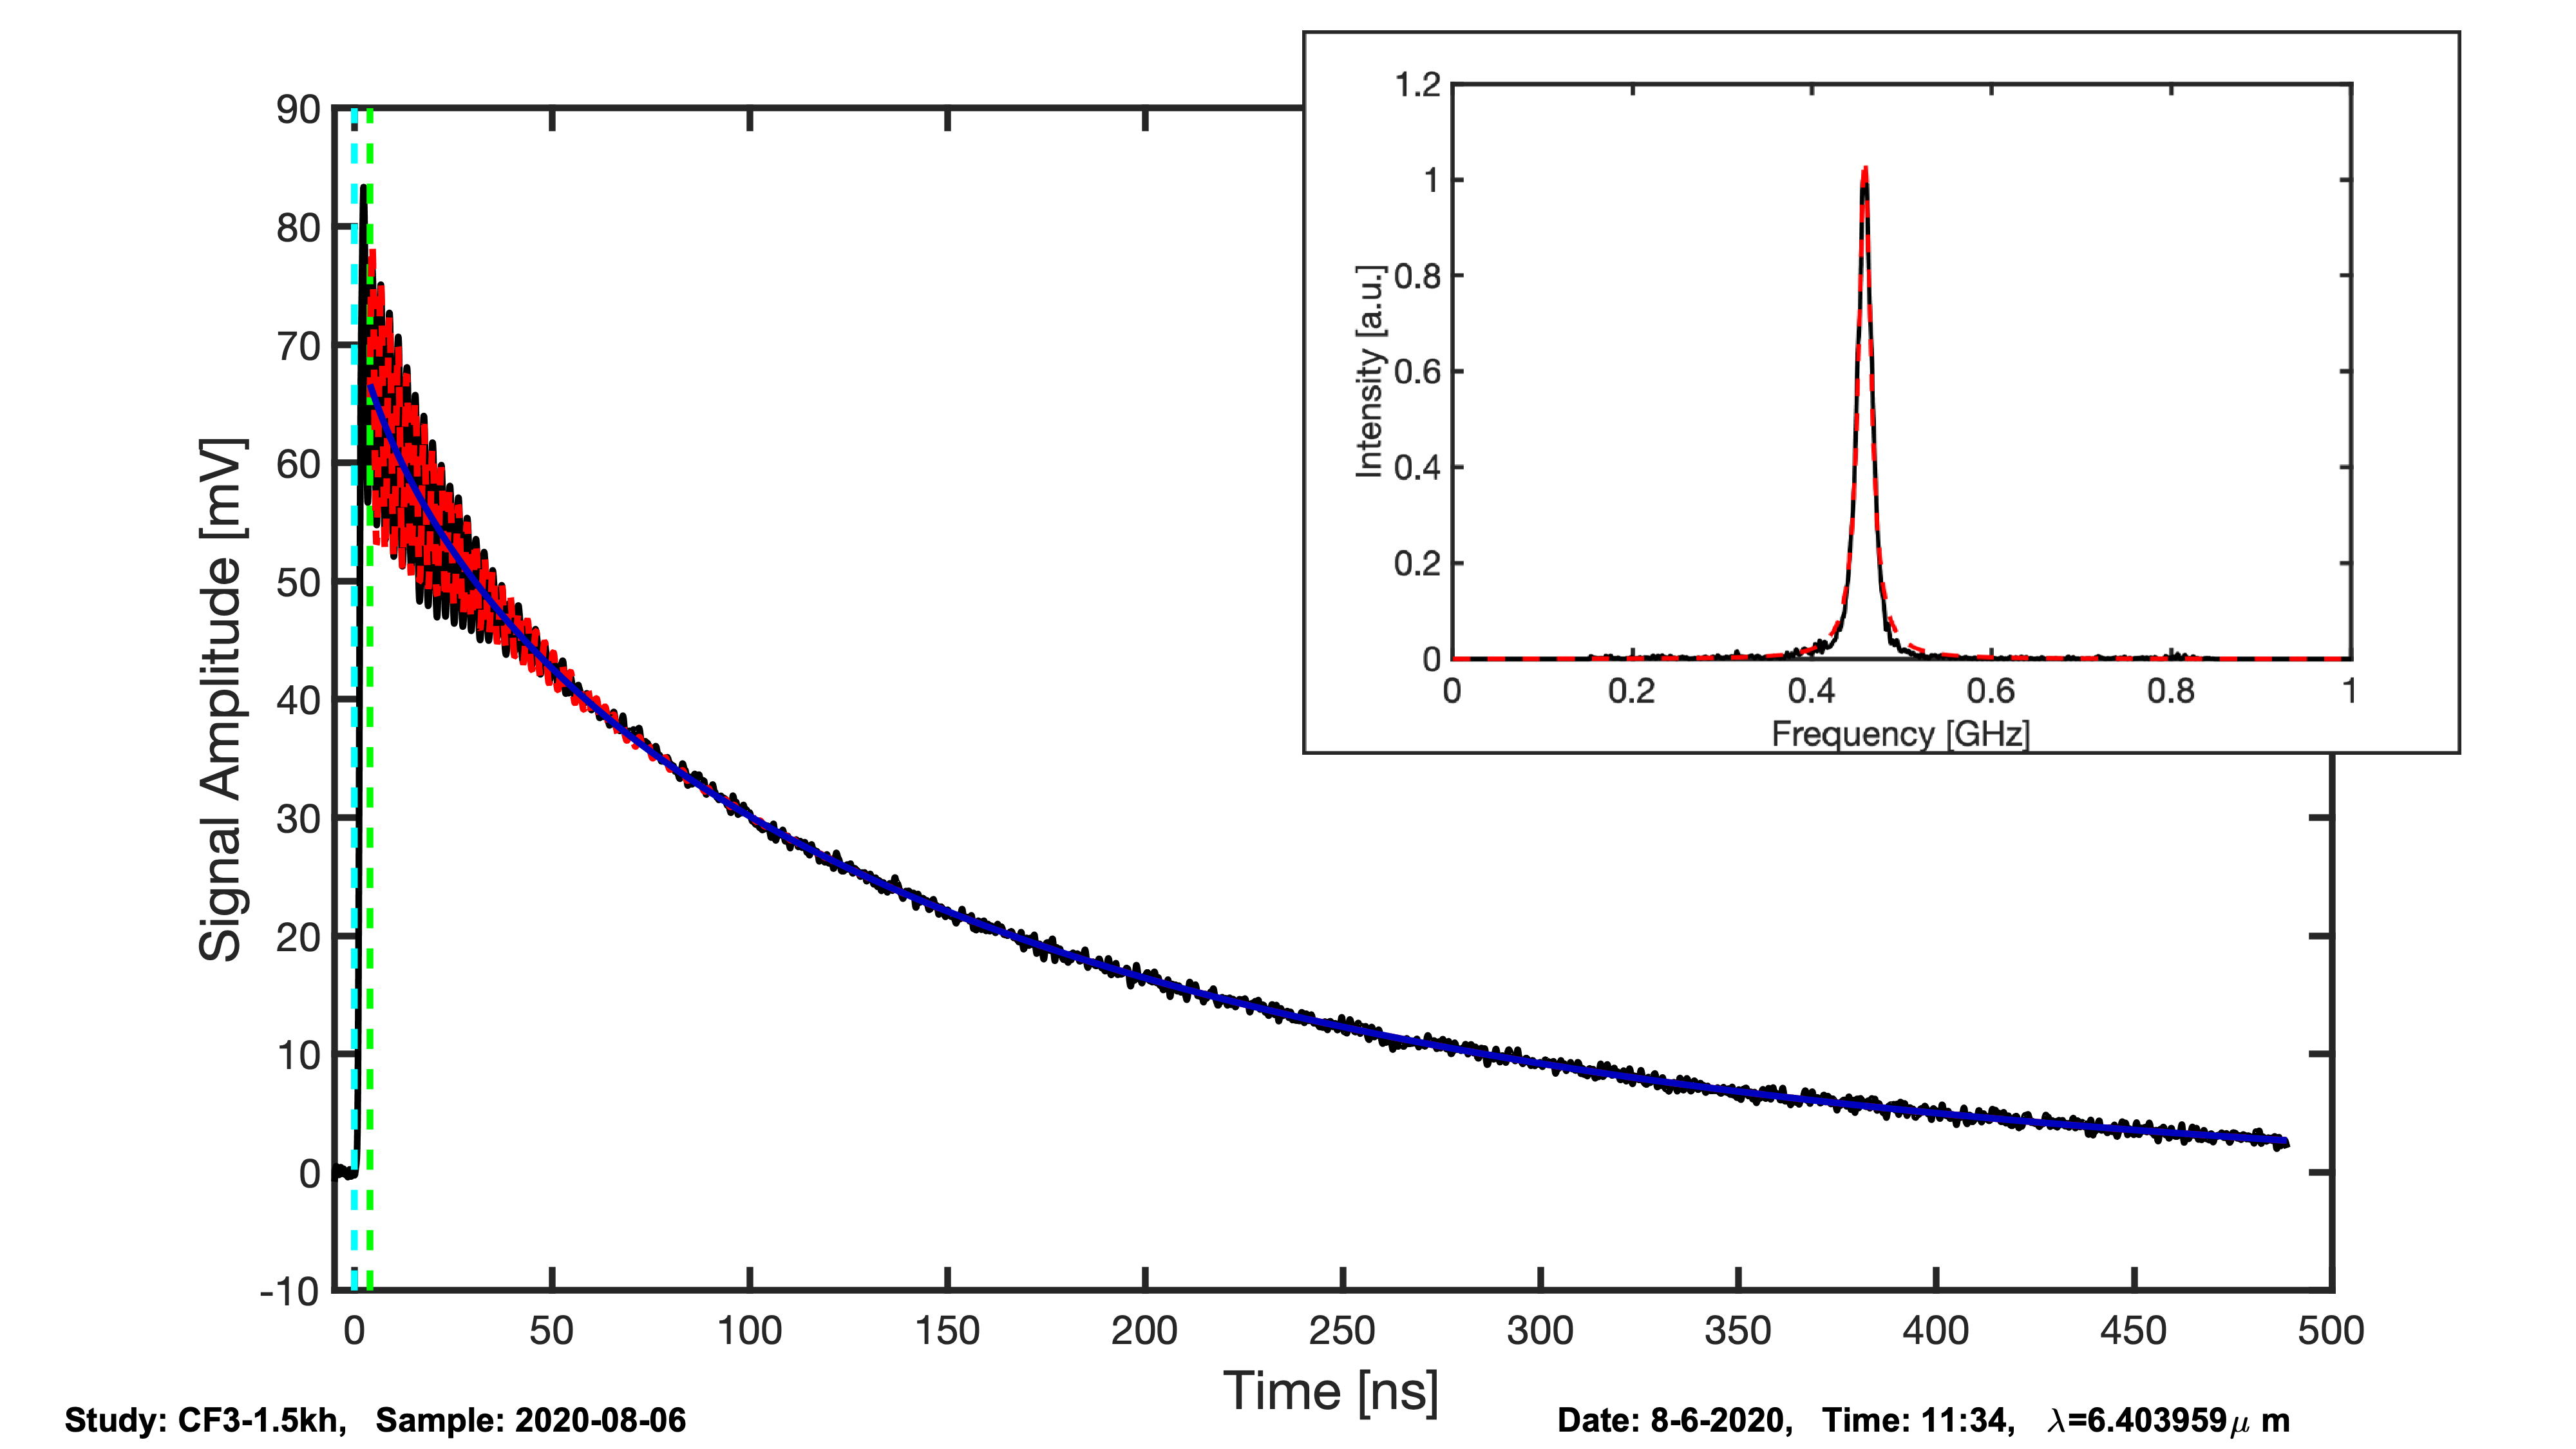 1.2
1
0.8
0.6
0.4
0.2
0
Intensity [a.u.]
0 0.2 0.4 0.6 0.8 1
Frequency [GHz]
90
80
70
60
50
40
30
20
10
0
-10
Signal Amplitude [mV]
0 50 100 150 200 250 300 350 400 450 500
Time [ns]
Study: CF3-1.5kh, Sample: 2020-08-06
Date: 8-6-2020, Time: 11:34, λ=6.403959μ m